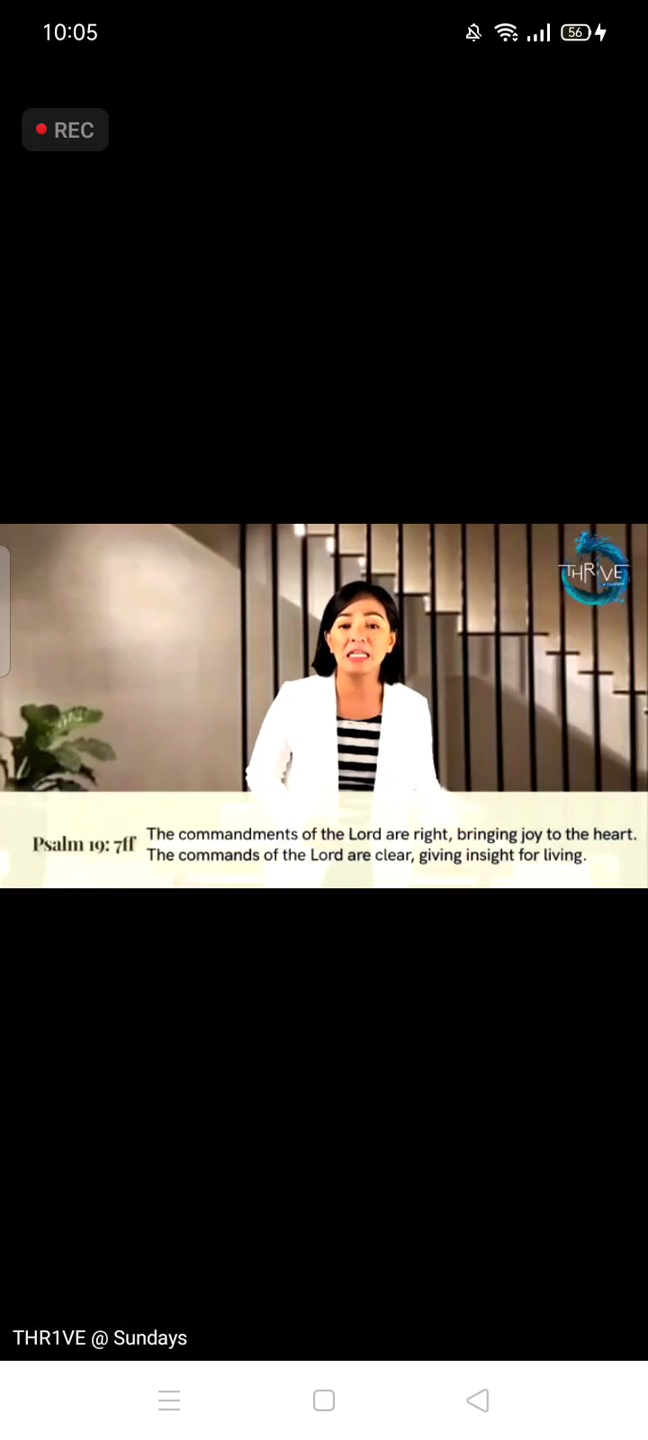 10:05
56
REC
THRiVE
Psalm 19: 7ff
The commandments of the Lord are right, bringing joy to the heart.
The commands of the Lord are clear, giving insight for living.
THR1VE @ Sundays